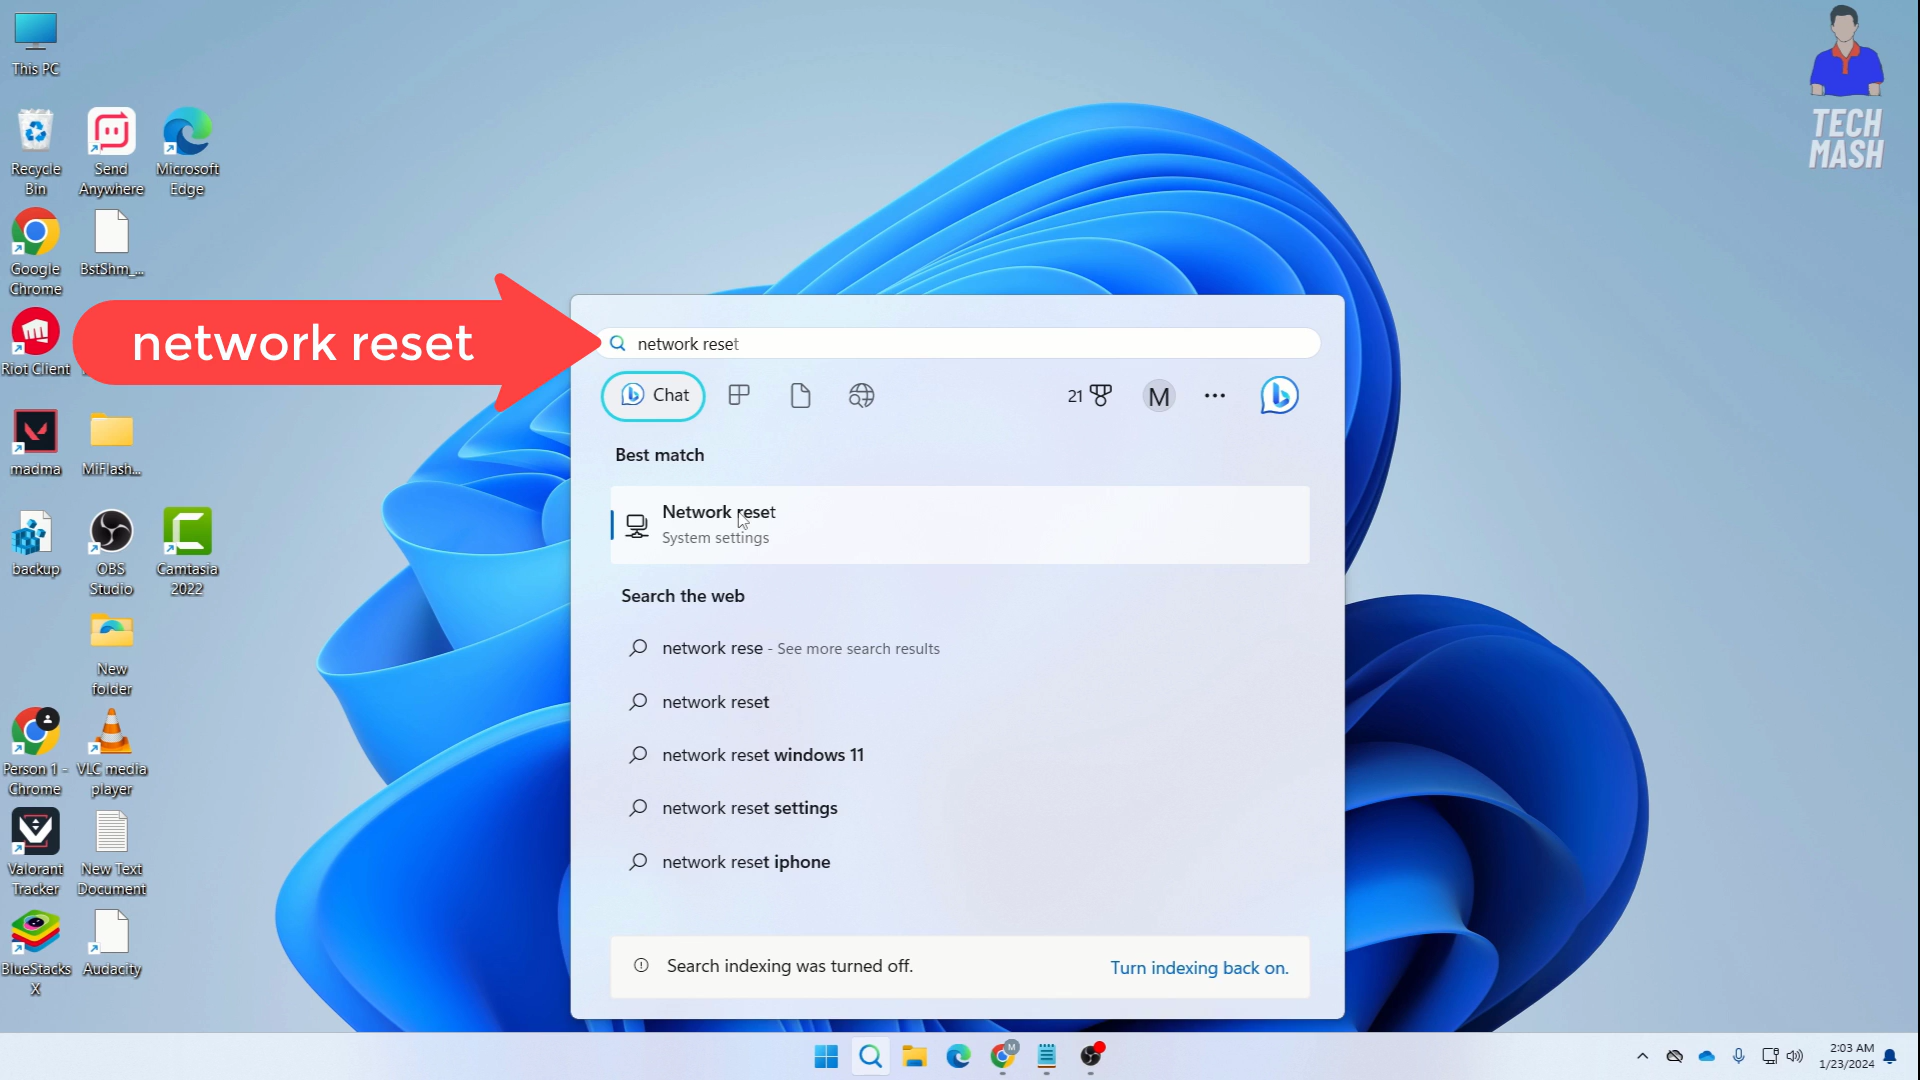 This PC
Recycle
Bin
Send
Anywhere
Microsoft
Edge
Google
Chrome
BstShm_...
Riot Client
madma
MiFlash...
backup
OBS
Studio
Camtasia
2022
New
folder
Person 1 -
Chrome
VLC media
player
Valorant
Tracker
New Text
Document
BlueStacks
X
Audacity
TECH
MASH
network reset
network reset
Chat
21
M
Best match
Network reset
System settings
Search the web
network rese - See more search results
network reset
network reset windows 11
network reset settings
network reset iphone
Search indexing was turned off.
Turn indexing back on.
M
2:03 AM
1/23/2024